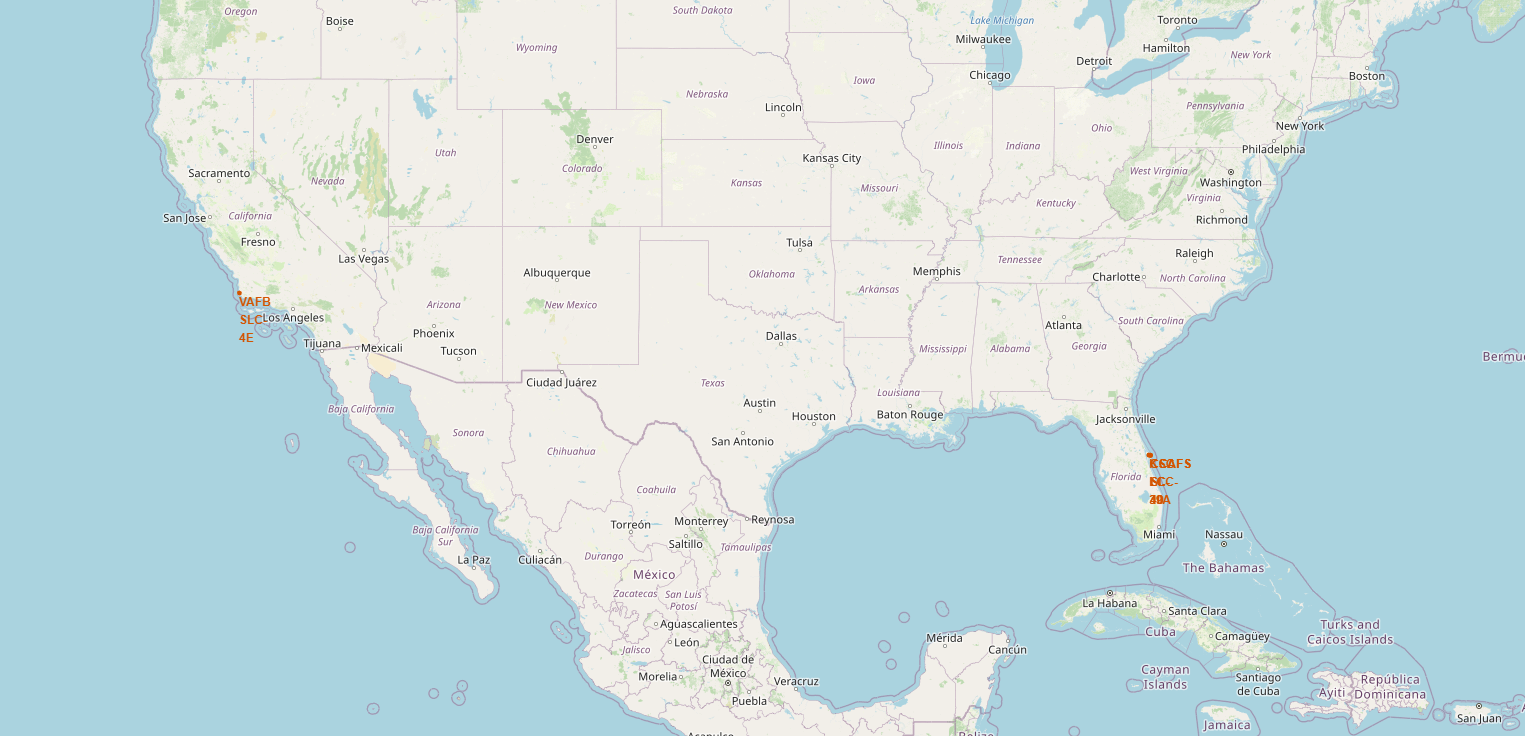 Oregon
Boise
South Dakota
Lake Michigan
Toronto
Wyoming
Milwaukee
Hamilton
New York
Detroit
Chicago
Boston
Iowa
Nebraska
Lincoln
Pennsylvania
Ohio
New York
Denver
Utah
Illinois
Indiana
Philadelphia
Kansas City
Colorado
Sacramento
Nevada
Kansas
Missouri
West Virginia
Washington
Virginia
Kentucky
San Jose
California
Richmond
Fresno
Las Vegas
Tulsa
Raleigh
Tennessee
Albuquerque
Oklahoma
Memphis
Charlotte
North Carolina
Arkansas
VAFB
SLC-
4E
Los Angeles
Arizona
New Mexico
Phoenix
Atlanta
South Carolina
Dallas
Tijuana
Mexicali
Tucson
Mississippi
Alabama
Georgia
Bermu
Ciudad Juárez
Texas
Louisiana
Austin
Baja California
Houston
Baton Rouge
Jacksonville
Sonora
San Antonio
Chihuahua
Florida
Coahuila
Baja California
Sur
Torreón
Monterrey
Reynosa
Saltillo
Tamaulipas
Miami
Nassau
Durango
La Paz
Culiacán
The Bahamas
México
Zacatecas
San Luis
Potosí
La Habana
Santa Clara
Aguascalientes
Cuba
Camagüey
Turks and
Caicos Islands
León
Mérida
Jalisco
Cancún
Ciudad de
México
Cayman
Islands
Morelia
Veracruz
Santiago
de Cuba
República
Dominicana
Ayiti
Puebla
San Juan
Jamaica